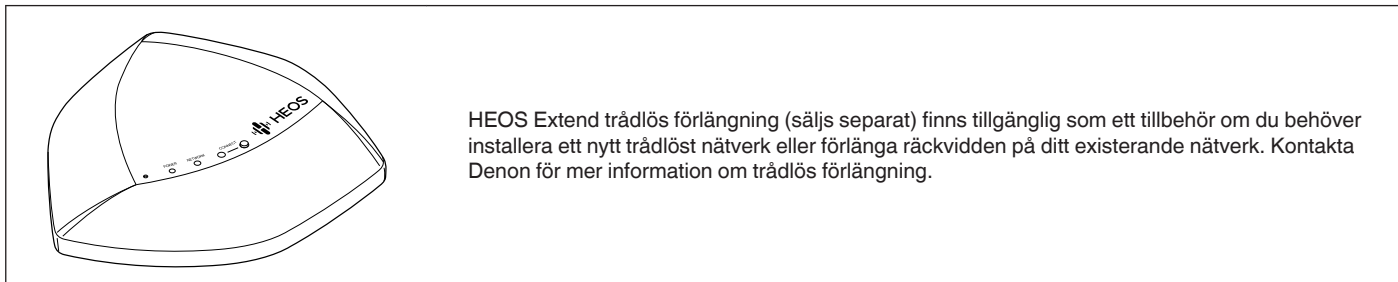 HEOS
POWER
NETWORK
CONNECT
HEOS Extend trådlös förlängning (säljs separat) finns tillgänglig som ett tillbehör om du behöver
installera ett nytt trådlöst nätverk eller förlänga räckvidden på ditt existerande nätverk. Kontakta
Denon för mer information om trådlös förlängning.